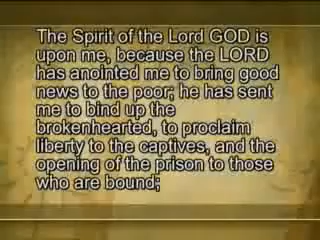 The Spirit of the Lord GOD is
upon me, because the LORD
has anointed me to bring good
news to the poor; he has sent
me to bind up the
brokenhearted, to proclaim
liberty to the captives, and the
opening of the prison to those
who are bound;